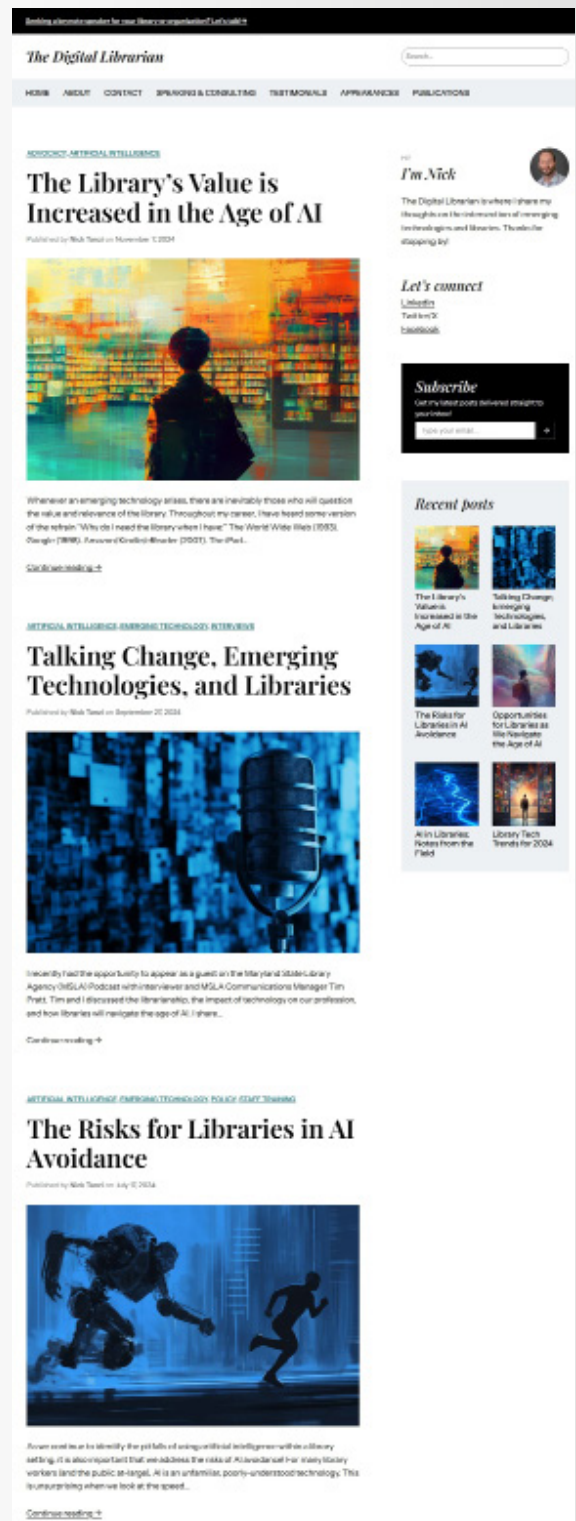 Seeking a keynote speaker for your library or organization? Let's talk! →
The Digital Librarian
Search...
HOME ABOUT CONTACT SPEAKING & CONSULTING TESTIMONIALS APPEARANCES PUBLICATIONS
ADVOCACY, ARTIFICIAL INTELLIGENCE
The Library's Value is
Increased in the Age of AI
Published by Nick Tanzi on November 7, 2024
Whenever an emerging technology arises, there are inevitably those who will question
the value and relevance of the library. Throughout my career, I have heard some version
of the refrain "Why do I need the library when I have:" The World Wide Web (1993).
Google (1998). Amazon Kindle E-Reader (2007). The iPad...
Continue reading →
ARTIFICIAL INTELLIGENCE, EMERGING TECHNOLOGY, INTERVIEWS
Talking Change, Emerging
Technologies, and Libraries
Published by Nick Tanzi on September 27, 2024
I recently had the opportunity to appear as a guest on the Maryland State Library
Agency (MSLA) Podcast with interviewer and MSLA Communications Manager Tim
Pratt. Tim and I discussed the librarianship, the impact of technology on our profession,
and how libraries will navigate the age of AI. I share...
Continue reading →
ARTIFICIAL INTELLIGENCE, EMERGING TECHNOLOGY, POLICY, STAFF TRAINING
The Risks for Libraries in AI
Avoidance
Published by Nick Tanzi on July 17, 2024
As we continue to identify the pitfalls of using artificial intelligence within a library
setting, it is also important that we address the risks of AI avoidance! For many library
workers (and the public at-large), AI is an unfamiliar, poorly-understood technology. This
is unsurprising when we look at the speed...
Continue reading →
I'm Nick
The Digital Librarian is where I share my
thoughts on the intersection of emerging
technologies and libraries. Thanks for
stopping by!
Let's connect
LinkedIn
Twitter/X
Facebook
Subscribe
Get my latest posts delivered straight to
your inbox!
Type your email...
→
Recent posts
The Library's
Value is
Increased in the
Age of AI
Talking Change,
Emerging
Technologies,
and Libraries
The Risks for
Libraries in AI
Avoidance
Opportunities
for Libraries as
We Navigate
the Age of AI
AI in Libraries:
Notes from the
Field
Library Tech
Trends for 2024